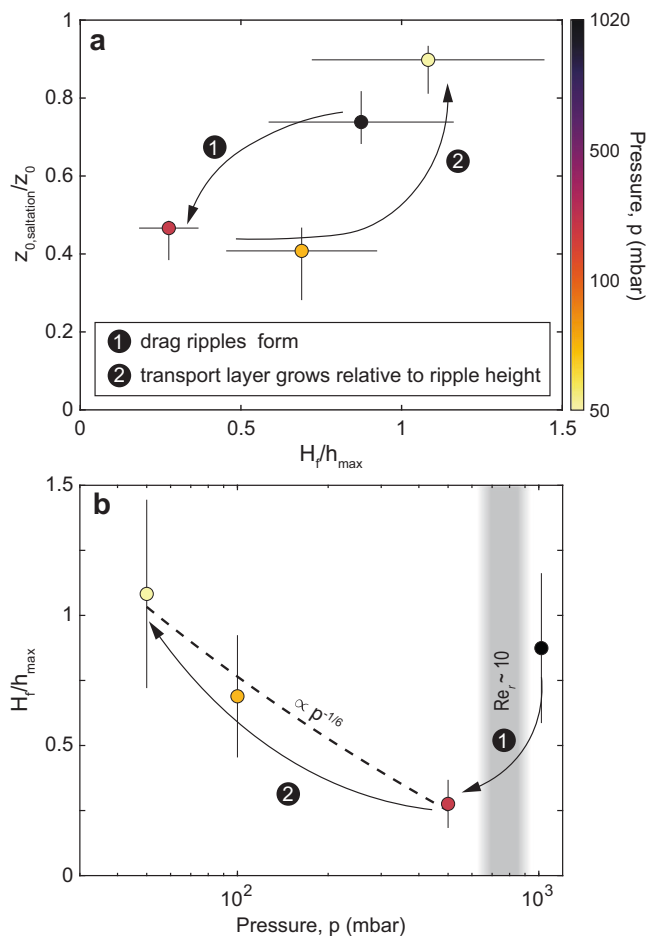 a
1
0.8
0.6
0.4
0.2
0
z0,saltation/z0
1
2
1 drag ripples form
2 transport layer grows relative to ripple height
0 0.5 1 1.5
Hf/hmax
1020
500
100
50
Pressure, p (mbar)
b
1.5
1
0.5
0
Hf/hmax
∝ p-1/6
Rer ~ 10
1
2
10² 10³
Pressure, p (mbar)